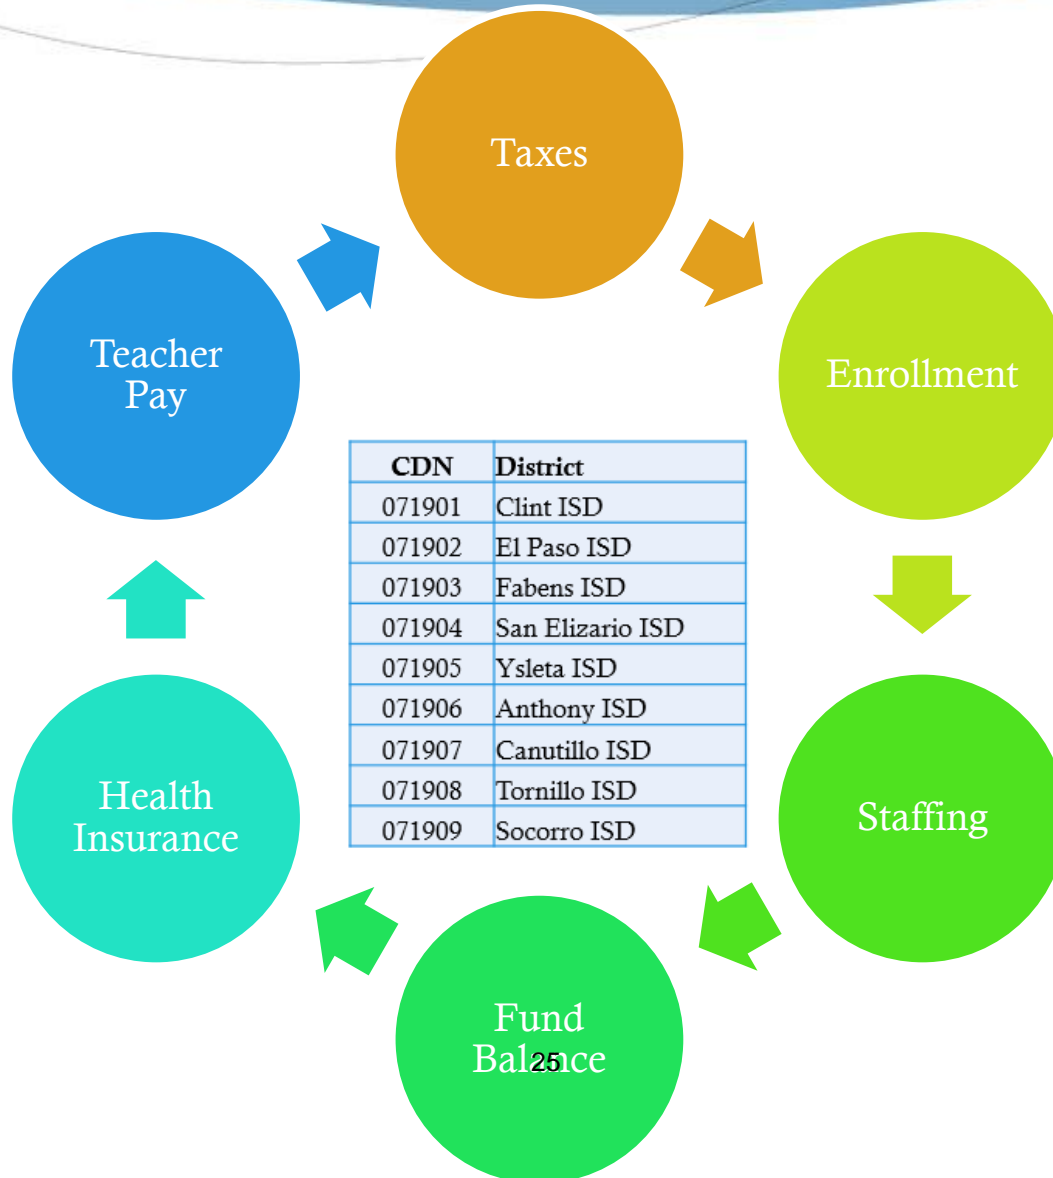 Taxes
Enrollment
Staffing
Fund
Balance
25
Health
Insurance
Teacher
Pay
CDN District
071901 Clint ISD
071902 El Paso ISD
071903 Fabens ISD
071904 San Elizario ISD
071905 Ysleta ISD
071906 Anthony ISD
071907 Canutillo ISD
071908 Tornillo ISD
071909 Socorro ISD